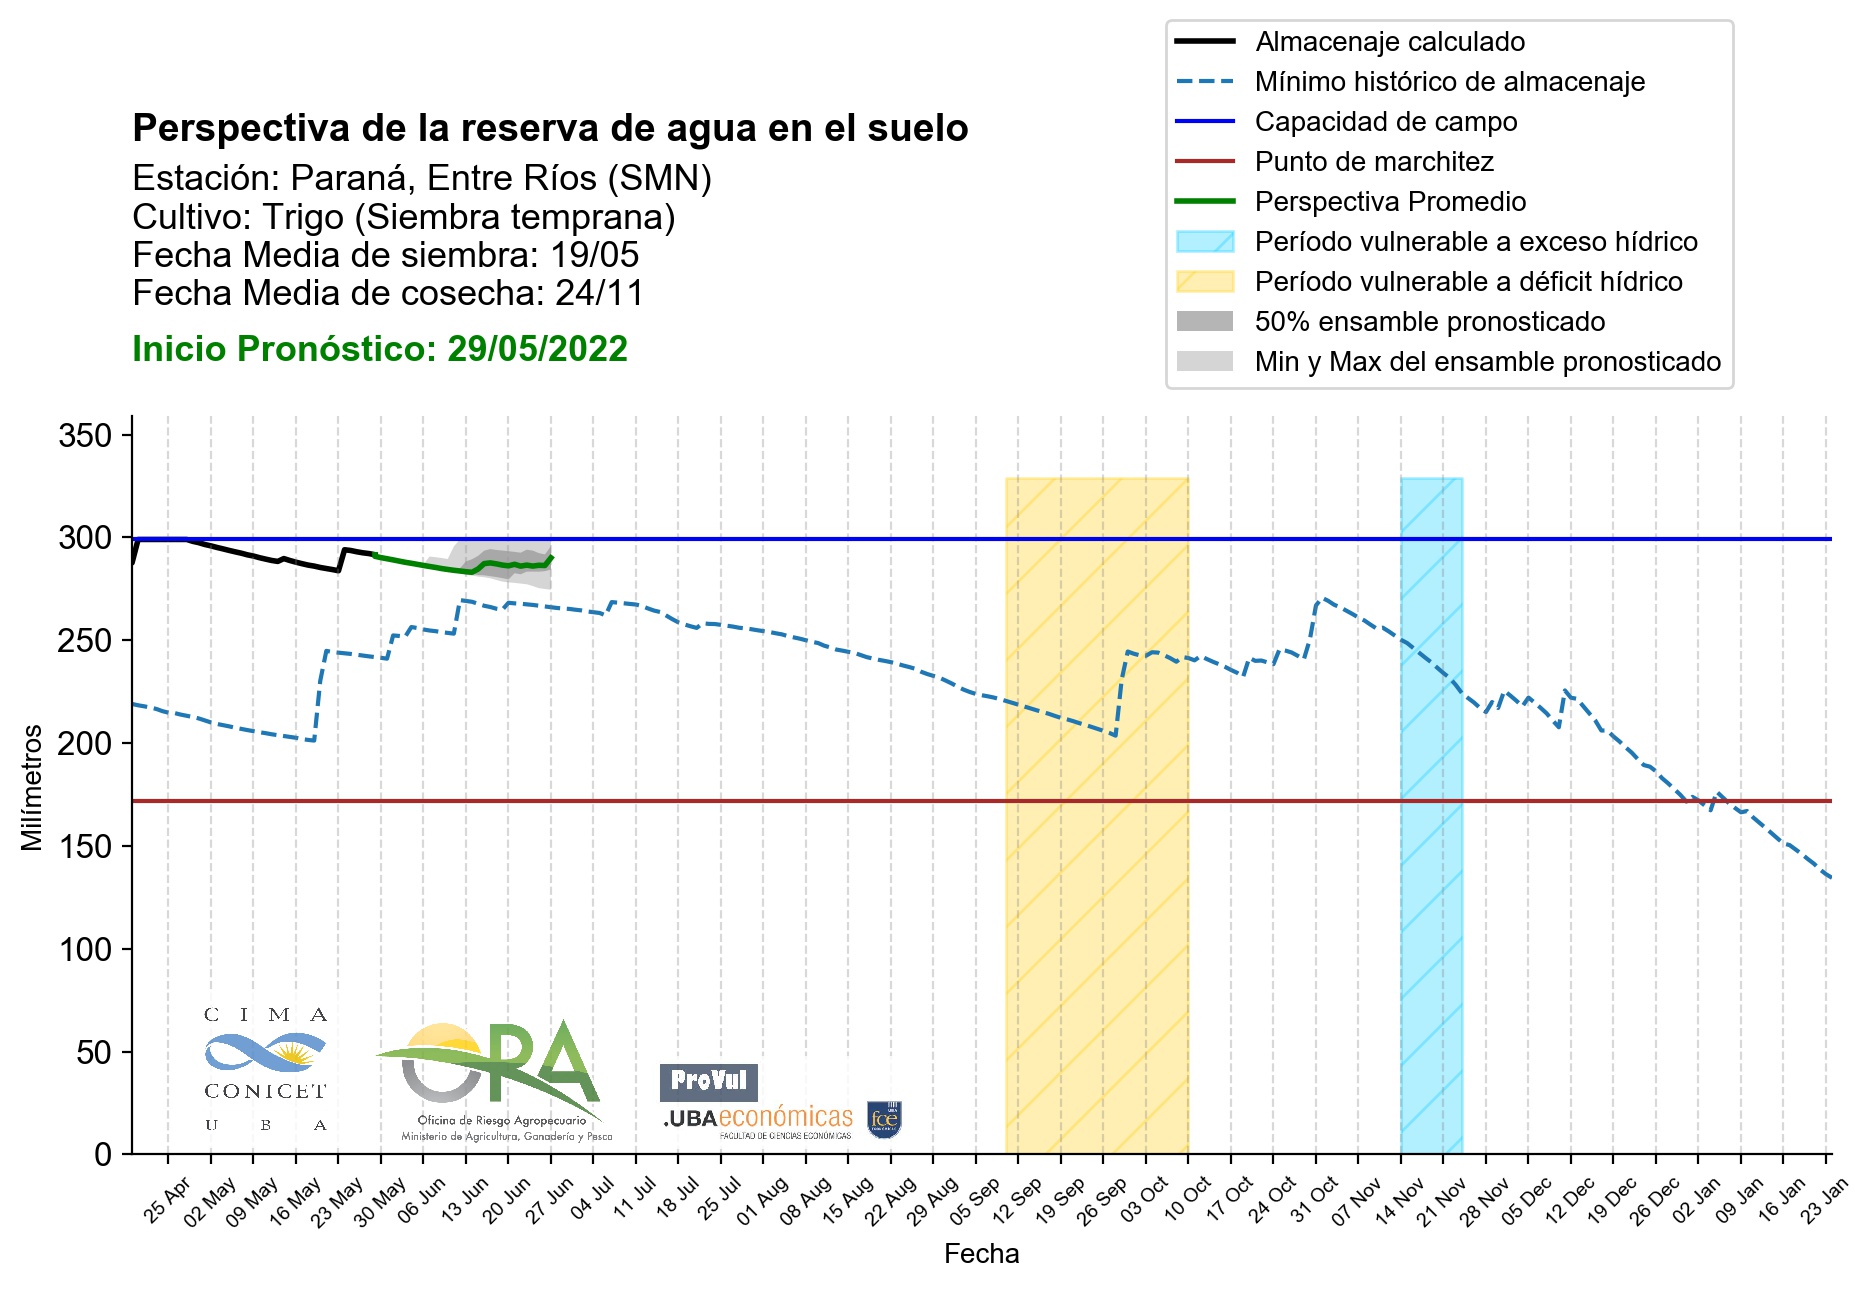 Almacenaje calculado
Mínimo histórico de almacenaje
Capacidad de campo
Punto de marchitez
Perspectiva Promedio
Período vulnerable a exceso hídrico
Período vulnerable a déficit hídrico
50% ensamble pronosticado
Min y Max del ensamble pronosticado
Perspectiva de la reserva de agua en el suelo
Estación: Paraná, Entre Ríos (SMN)
Cultivo: Trigo (Siembra temprana)
Fecha Media de siembra: 19/05
Fecha Media de cosecha: 24/11
Inicio Pronóstico: 29/05/2022
Milímetros
350
300
250
200
150
100
50
0
CIMA
CONICET
UBA
ORA
Oficina de Riesgo Agropecuario
Ministerio de Agricultura, Ganadería y Pesca
ProVul
.UBAeconómicas
FACULTAD DE CIENCIAS ECONÓMICAS
UBA
fce
ECONÓMICAS
25 Apr
02 May
09 May
16 May
23 May
30 May
06 Jun
13 Jun
20 Jun
27 Jun
04 Jul
11 Jul
18 Jul
25 Jul
01 Aug
08 Aug
15 Aug
22 Aug
29 Aug
05 Sep
12 Sep
19 Sep
26 Sep
03 Oct
10 Oct
17 Oct
24 Oct
31 Oct
07 Nov
14 Nov
21 Nov
28 Nov
05 Dec
12 Dec
19 Dec
26 Dec
02 Jan
09 Jan
16 Jan
23 Jan
Fecha